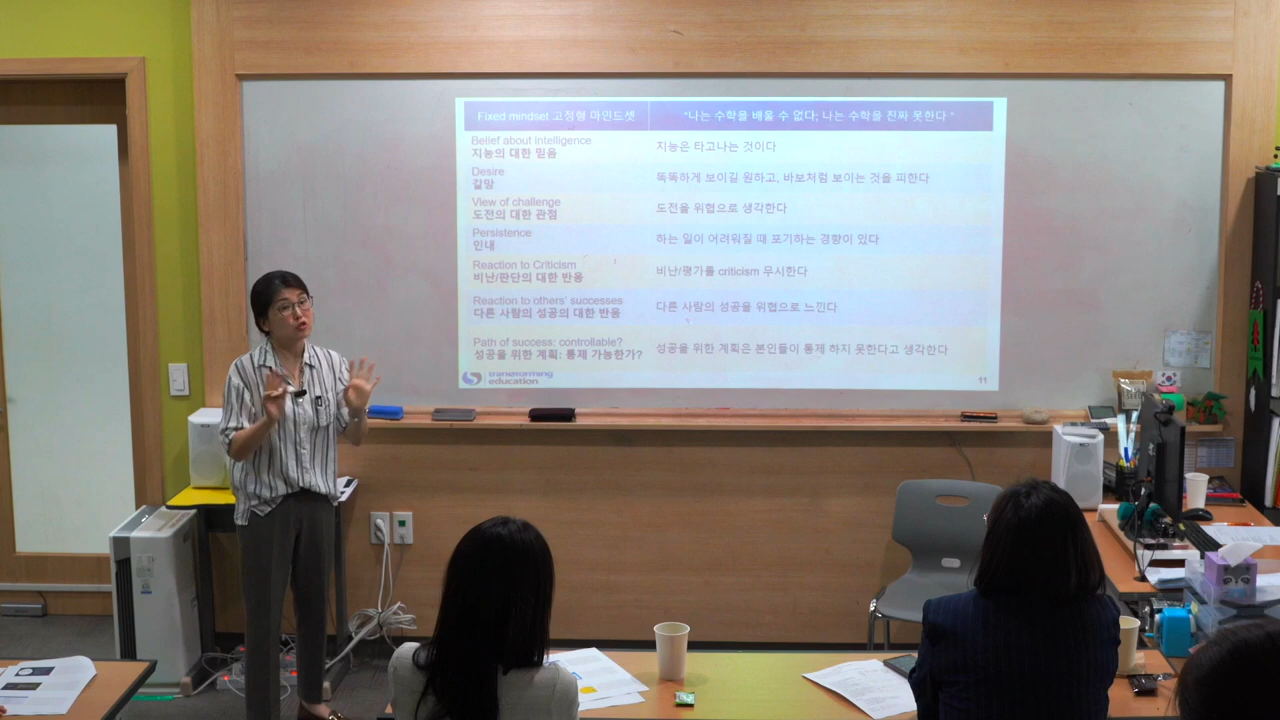 Fixed mindset 고정형 마인드셋
"나는 수학을 배울 수 없다; 나는 수학을 진짜 못한다 "
Belief about intelligence
지능의 대한 믿음
지능은 타고나는 것이다
Desire
갈망
똑똑하게 보이길 원하고, 바보처럼 보이는 것을 피한다
View of challenge
도전의 대한 관점
도전을 위협으로 생각한다
Persistence
인내
하는 일이 어려워질 때 포기하는 경향이 있다
Reaction to Criticism
비난/판단의 대한 반응
비난/평가를 criticism 무시한다
Reaction to others' successes
다른 사람의 성공의 대한 반응
다른 사람의 성공을 위협으로 느낀다
Path of success: controllable?
성공을 위한 계획: 통제 가능한가?
성공을 위한 계획은 본인들이 통제 하지 못한다고 생각한다
transforming
education
11